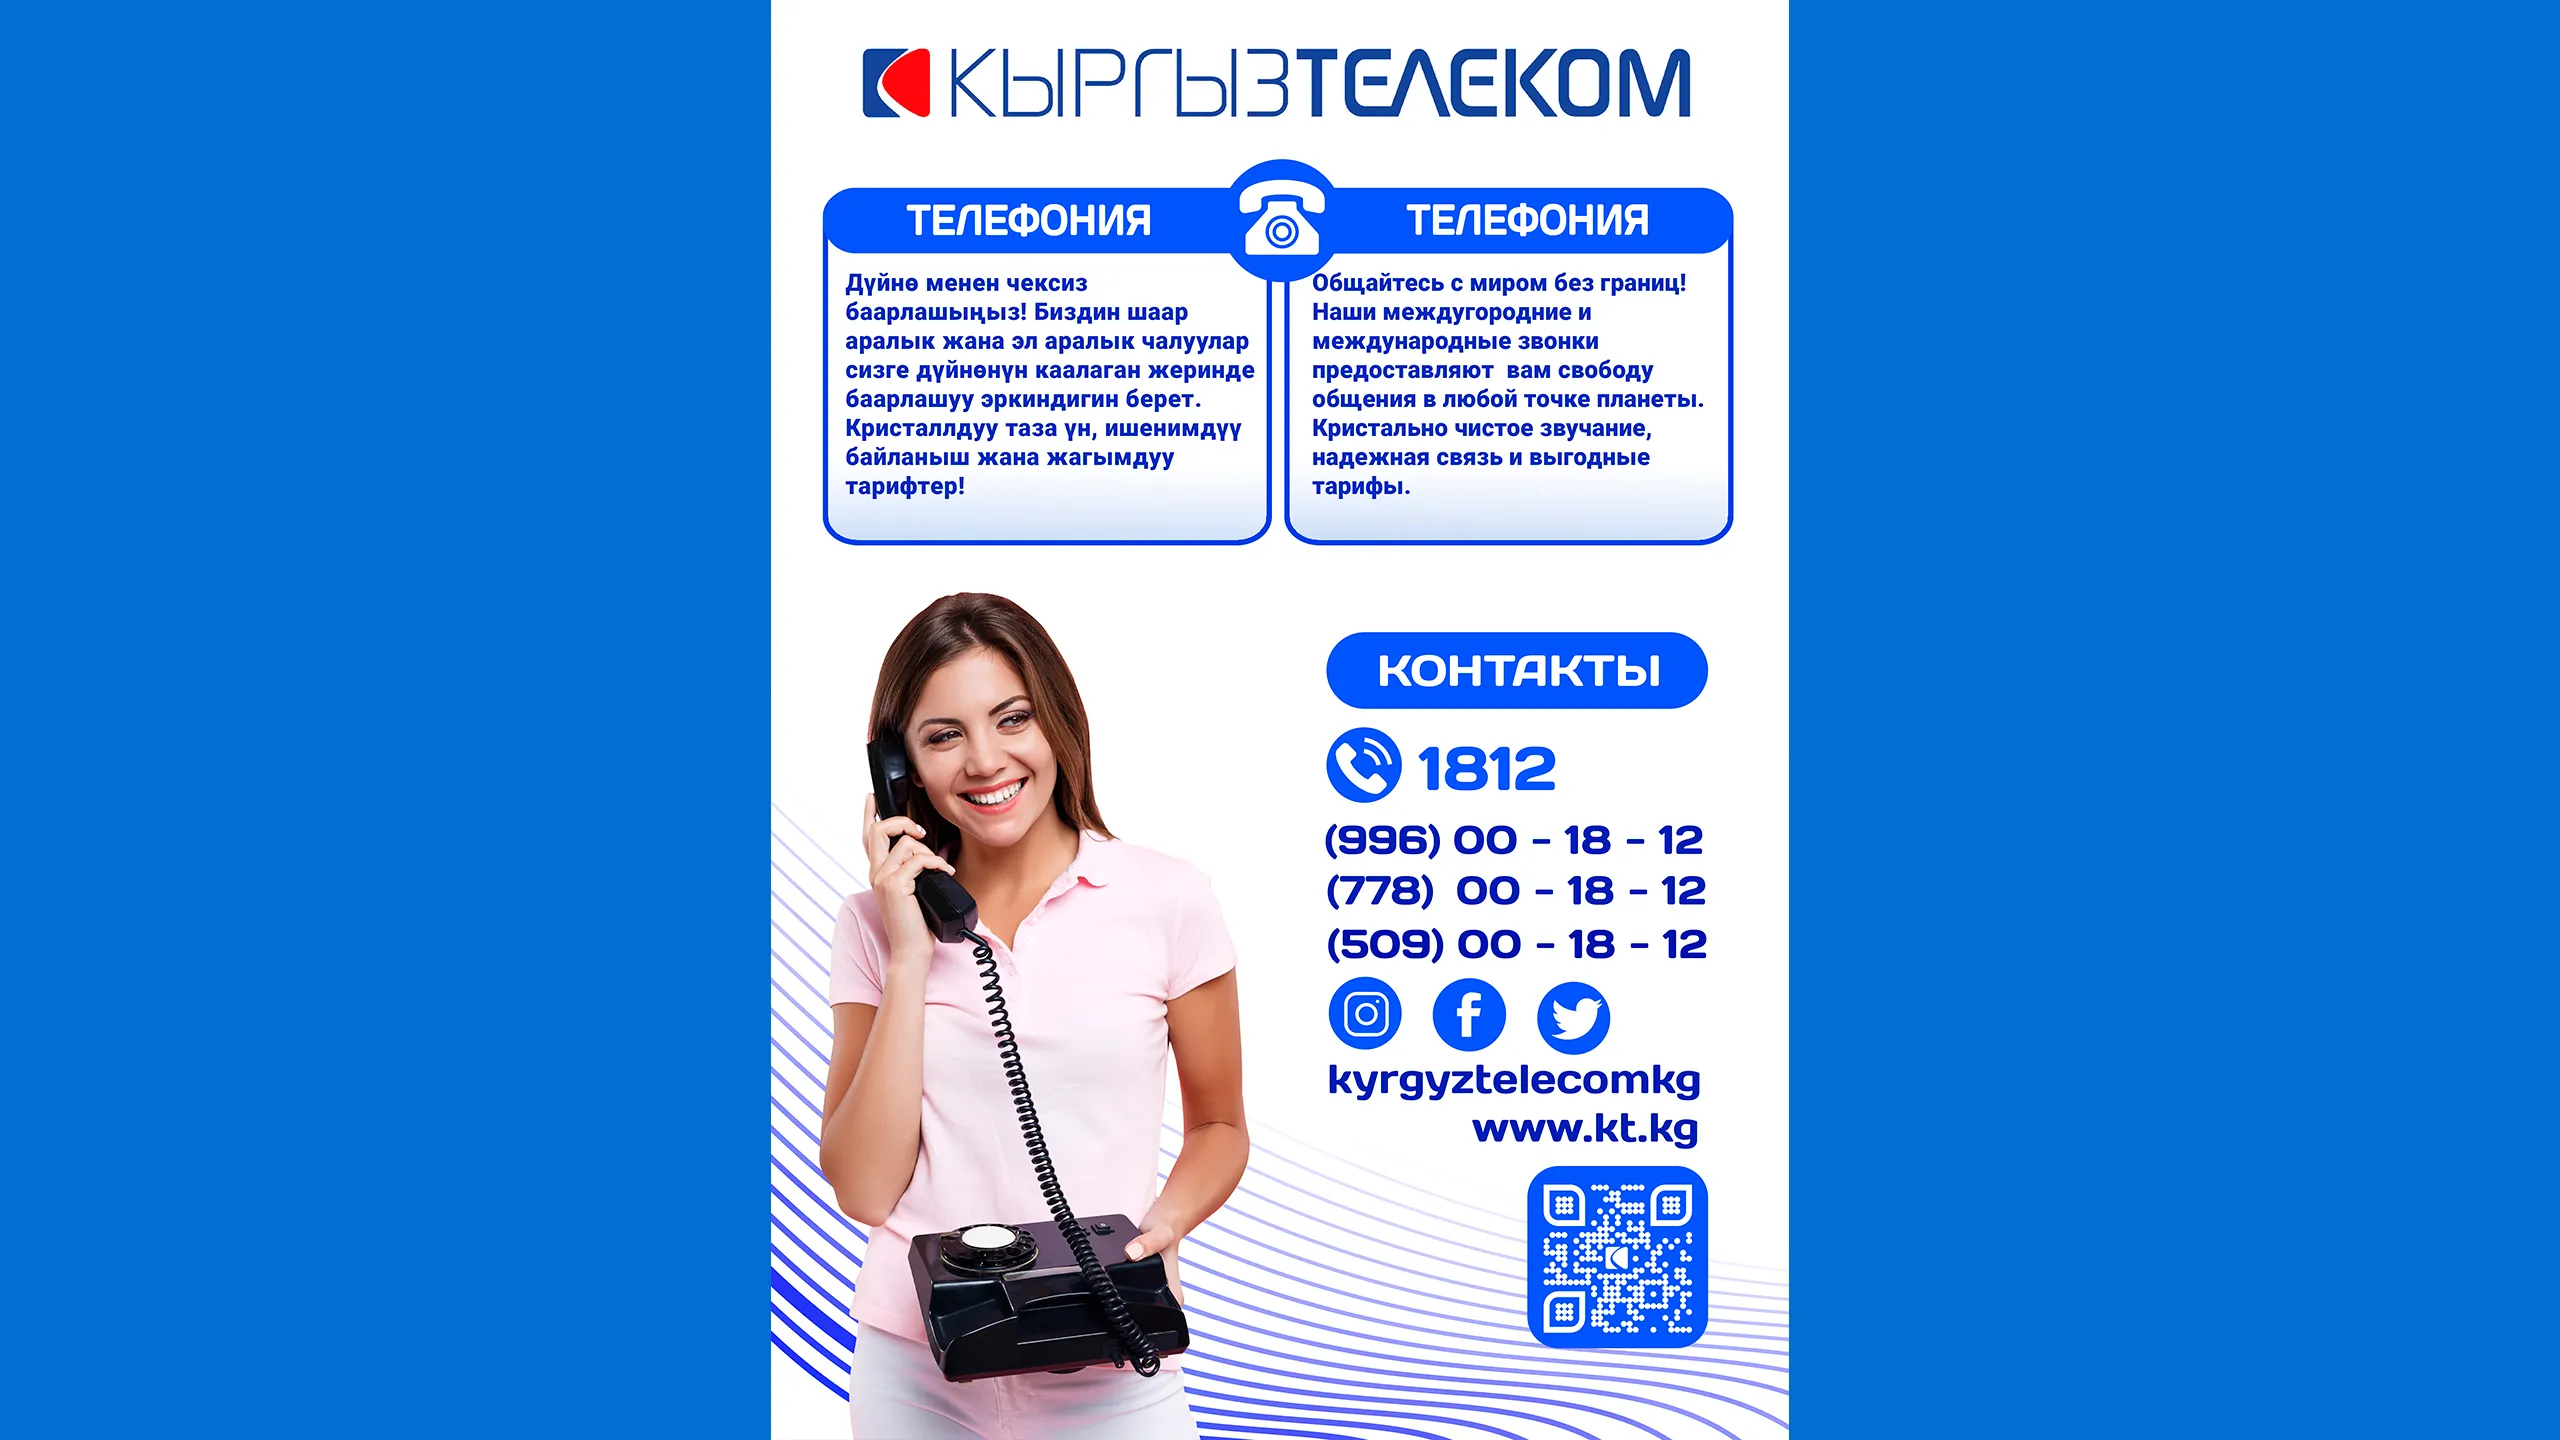 КЫРГЫЗТЕЛЕКОМ
ТЕЛЕФОНИЯ
Дүйнө менен чексиз
баарлашыңыз! Биздин шаар
аралык жана эл аралык чалуулар
сизге дүйнөнүн каалаган жеринде
баарлашуу эркиндигин берет.
Кристаллдуу таза үн, ишенимдүү
байланыш жана жагымдуу
тарифтер!
ТЕЛЕФОНИЯ
Общайтесь с миром без границ!
Наши междугородние и
международные звонки
предоставляют вам свободу
общения в любой точке планеты.
Кристально чистое звучание,
надежная связь и выгодные
тарифы.
КОНТАКТЫ
1812
(996) 00 - 18 - 12
(778) 00 - 18 - 12
(509) 00 - 18 - 12
kyrgyztelecomkg
www.kt.kg